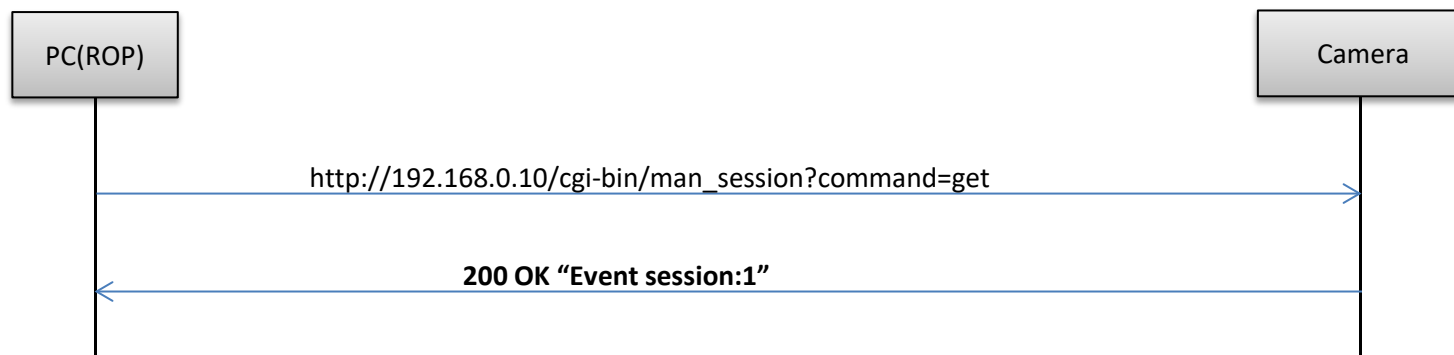 PC(ROP)
Camera
http://192.168.0.10/cgi-bin/man_session?command=get
200 OK “Event session:1”